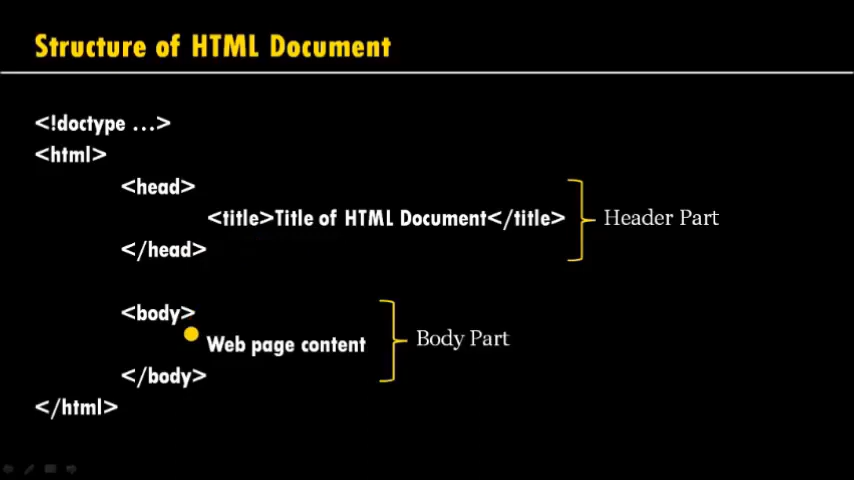 Structure of HTML Document
<!doctype ...>
<html>
<head>
<title>Title of HTML Document</title>
Header Part
</head>
<body>
Web page content
Body Part
</body>
</html>